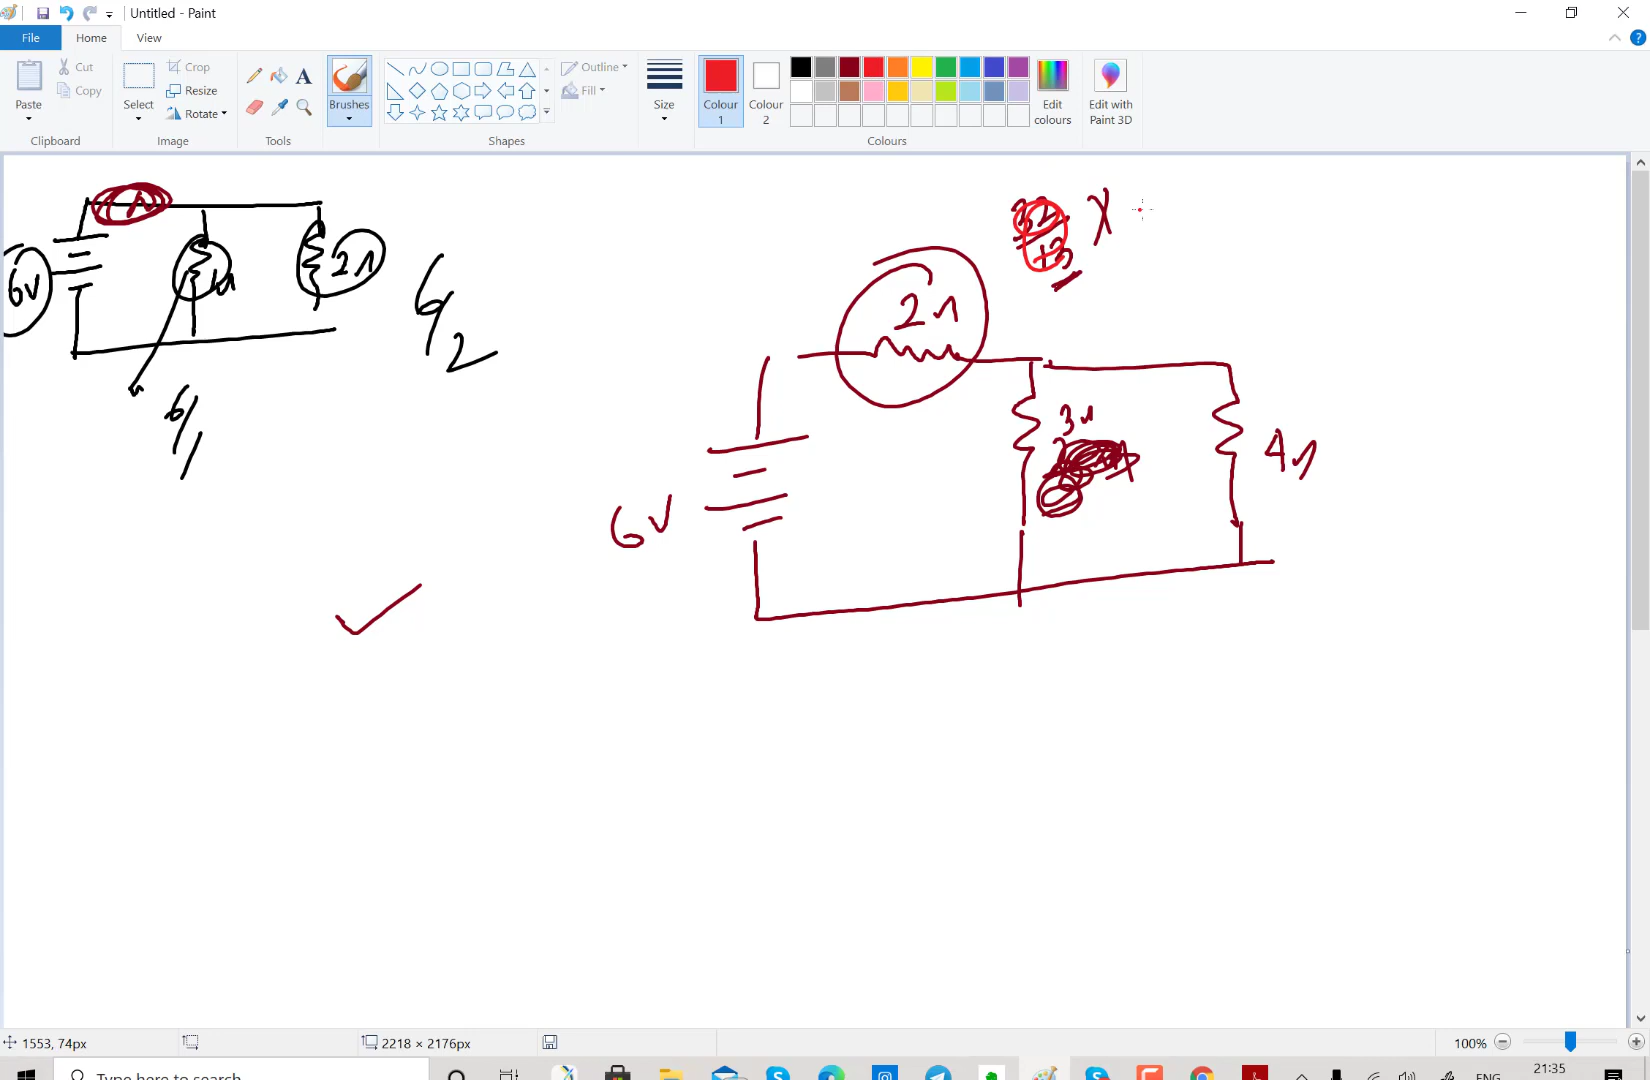 Untitled - Paint
File Home View
Paste
Cut
Copy
Clipboard
Select
Crop
Resize
Rotate
Image
Tools
Brushes
Shapes
Outline
Fill
Size
Colour 1
Colour 2
Edit colours
Edit with Paint 3D
Colours
6V
2Ω
6/2
6/1
X
2Ω
3Ω
4Ω
6V
1553, 74px
2218 × 2176px
100%
Type here to search
ENG
21:35